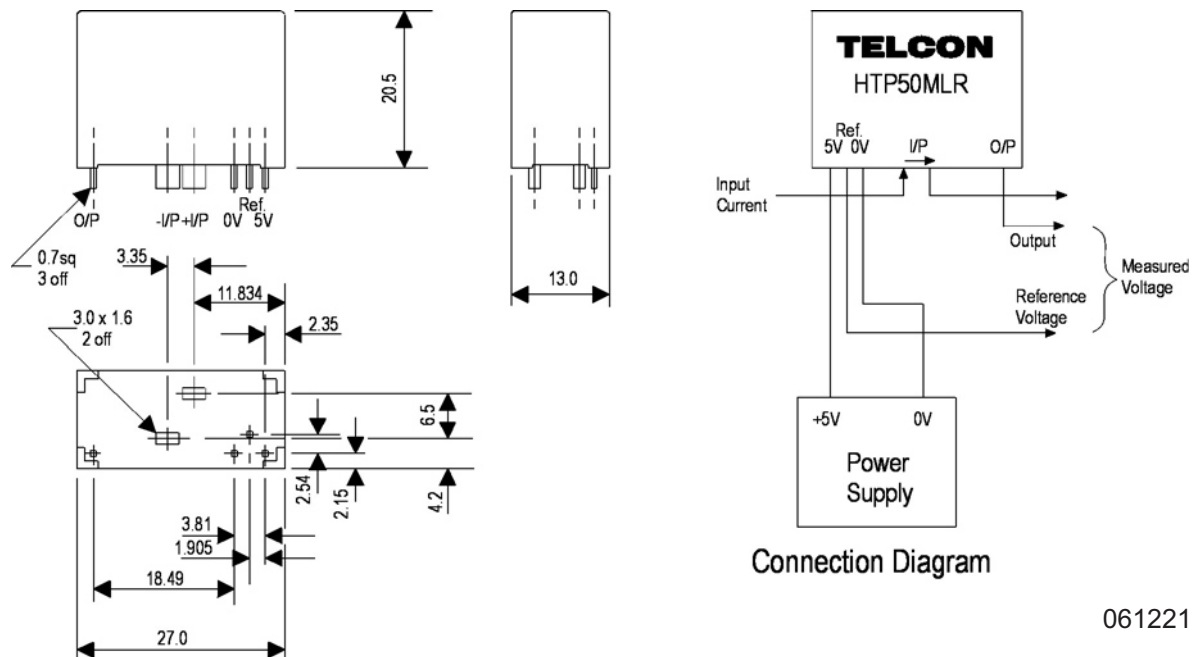 20.5
O/P
-I/P
+I/P
0V
Ref.
5V
0.7sq
3 off
3.35
11.834
3.0 x 1.6
2 off
2.35
6.5
2.54
2.15
4.2
3.81
1.905
18.49
27.0
13.0
TELCON
HTP50MLR
Ref.
5V 0V
I/P
O/P
Input
Current
Output
Measured
Voltage
Reference
Voltage
+5V
0V
Power
Supply
Connection Diagram
061221